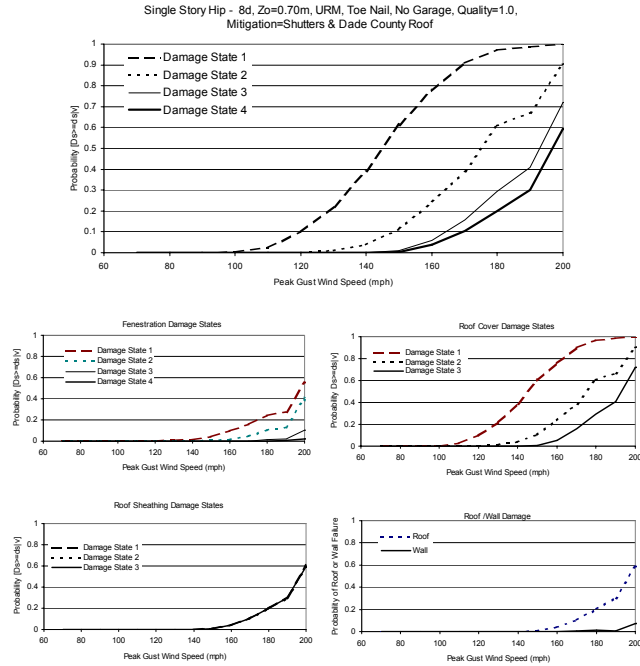 Single Story Hip - 8d, Zo=0.70m, URM, Toe Nail, No Garage, Quality=1.0,
Mitigation=Shutters & Dade County Roof
Probability [Ds>=ds|v]
1
0.9
0.8
0.7
0.6
0.5
0.4
0.3
0.2
0.1
0
Damage State 1
Damage State 2
Damage State 3
Damage State 4
60 80 100 120 140 160 180 200
Peak Gust Wind Speed (mph)
Fenestration Damage States
Probability [Ds>=ds|v]
1
0.8
0.6
0.4
0.2
0
Damage State 1
Damage State 2
Damage State 3
Damage State 4
60 80 100 120 140 160 180 200
Peak Gust Wind Speed (mph)
Roof Cover Damage States
Probability Ds>=ds|v]
1
0.8
0.6
0.4
0.2
0
Damage State 1
Damage State 2
Damage State 3
60 80 100 120 140 160 180 200
Peak Gust Wind Speed (mph)
Roof Sheathing Damage States
Probability [Ds>=ds|v]
1
0.8
0.6
0.4
0.2
0
Damage State 1
Damage State 2
Damage State 3
60 80 100 120 140 160 180 200
Peak Gust Wind Speed (mph)
Roof /Wall Damage
Probability of Roof or Wall Failure
1
0.8
0.6
0.4
0.2
0
Roof
Wall
60 80 100 120 140 160 180 200
Peak Gust Wind Speed (mph)